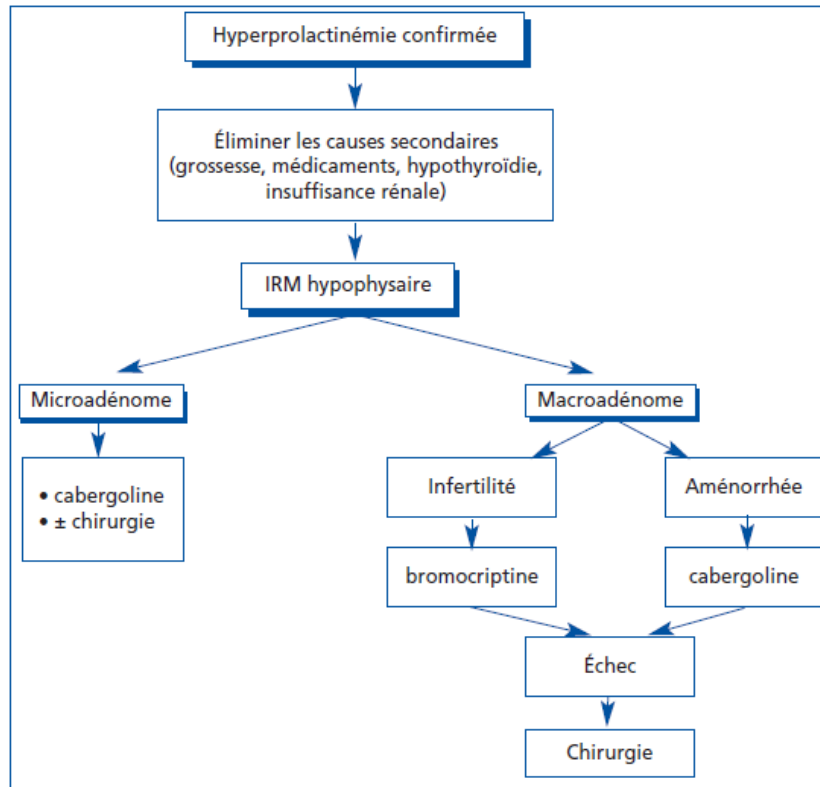 Hyperprolactinémie confirmée
Éliminer les causes secondaires
(grossesse, médicaments, hypothyroïdie,
insuffisance rénale)
IRM hypophysaire
Microadénome
Macroadénome
• cabergoline
• ± chirurgie
Infertilité
Aménorrhée
bromocriptine
cabergoline
Échec
Chirurgie